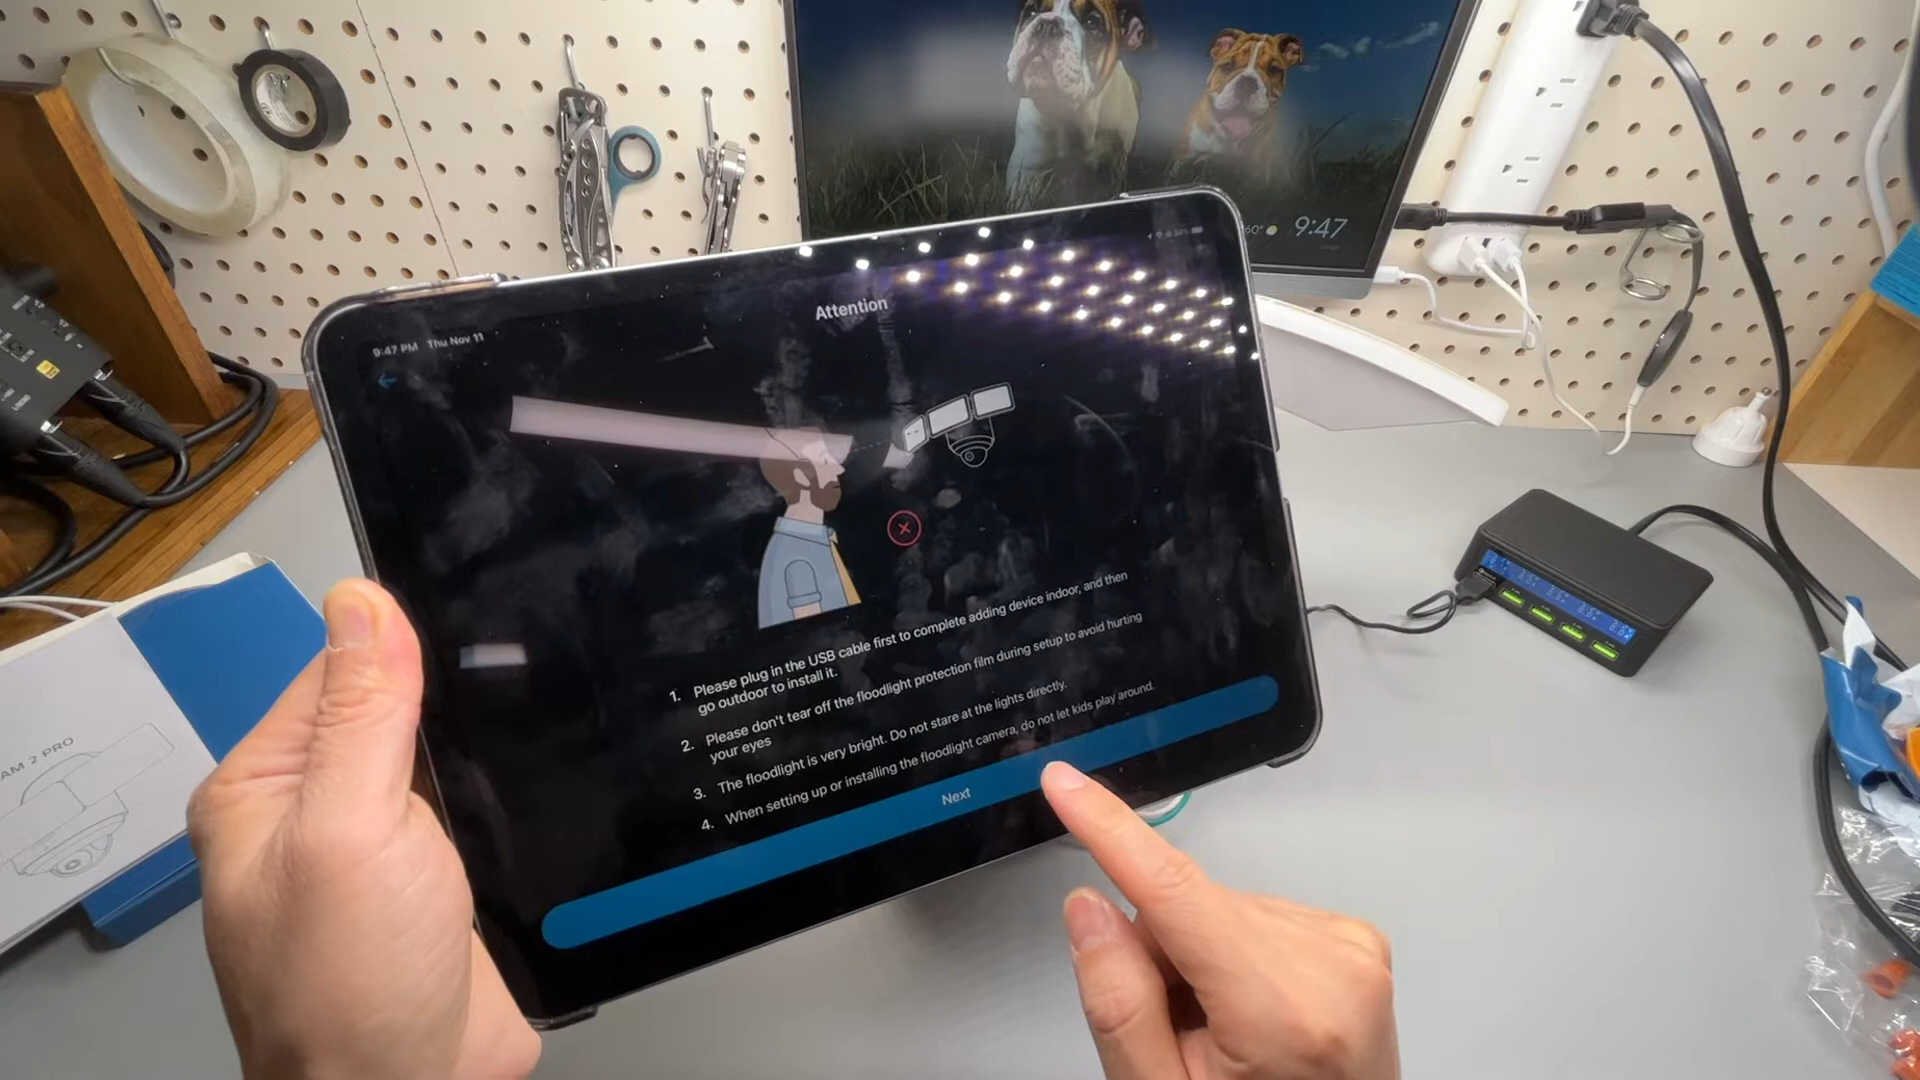 9:47
9:47 PM Thu Nov 11
Attention
1. Please plug in the USB cable first to complete adding device indoor, and then
go outdoor to install it.
2. Please don't tear off the floodlight protection film during setup to avoid hurting
your eyes
3. The floodlight is very bright. Do not stare at the lights directly.
4. When setting up or installing the floodlight camera, do not let kids play around.
Next
AM 2 PRO